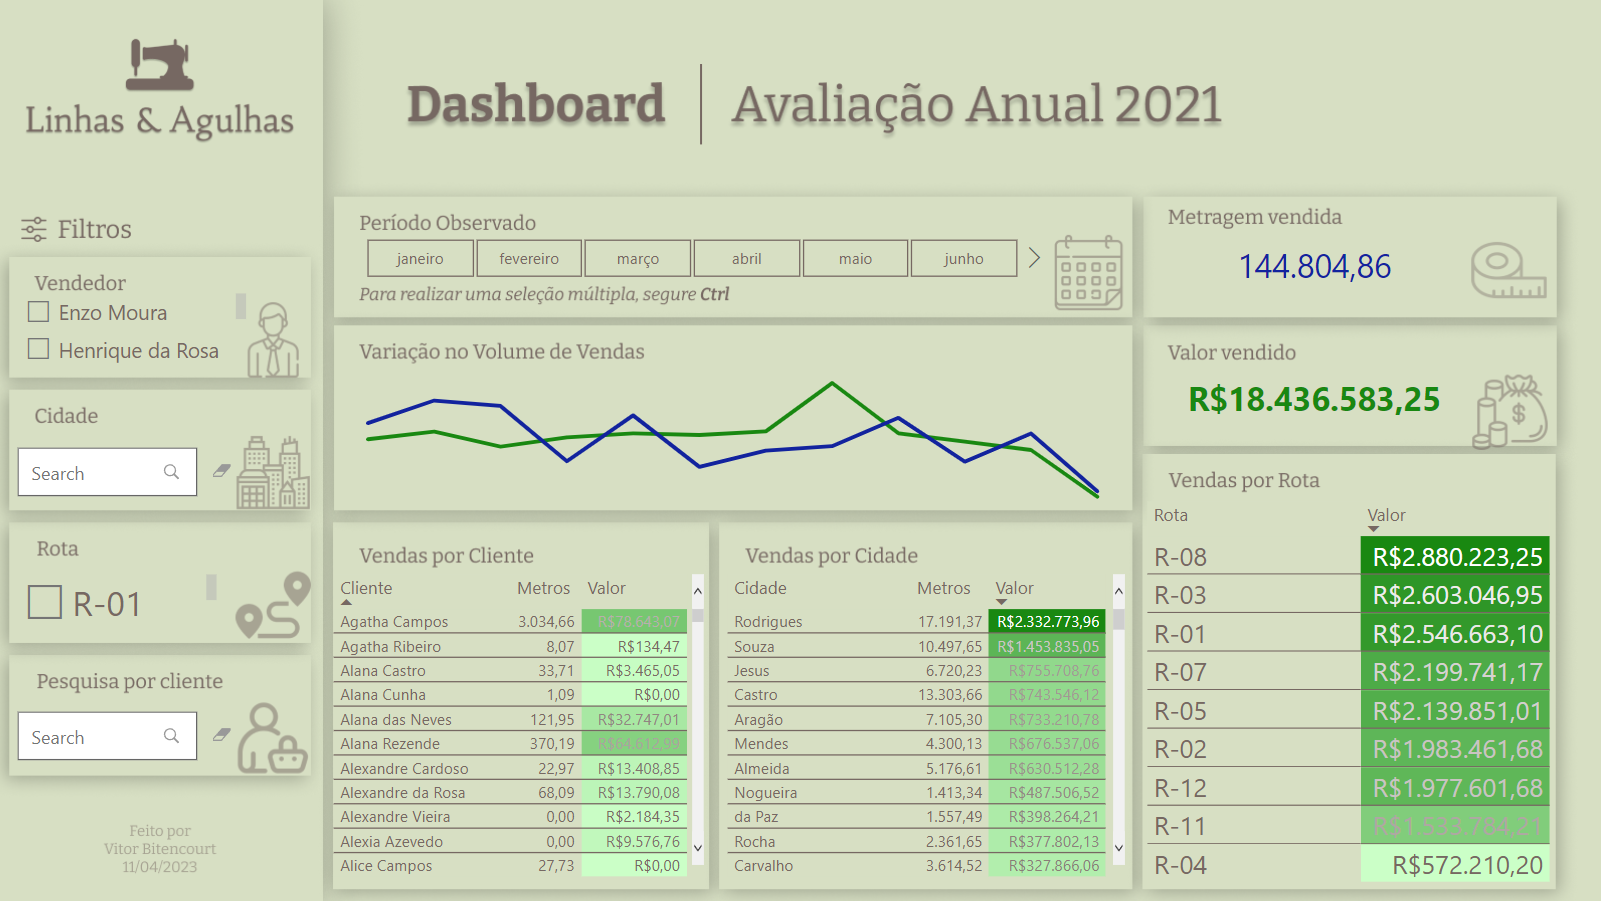 Linhas & Agulhas
Dashboard
Avaliação Anual 2021
Filtros
Vendedor
Enzo Moura
Henrique da Rosa
Cidade
Search
Rota
R-01
Pesquisa por cliente
Search
Feito por
Vitor Bitencourt
11/04/2023
Período Observado
janeiro fevereiro março abril maio junho
Para realizar uma seleção múltipla, segure Ctrl
Variação no Volume de Vendas
Metragem vendida
144.804,86
Valor vendido
R$18.436.583,25
$
Vendas por Cliente
Cliente Metros Valor
Agatha Campos 3.034,66 R$78.643,07
Agatha Ribeiro 8,07 R$134,47
Alana Castro 33,71 R$3.465,05
Alana Cunha 1,09 R$0,00
Alana das Neves 121,95 R$32.747,01
Alana Rezende 370,19 R$64.612,99
Alexandre Cardoso 22,97 R$13.408,85
Alexandre da Rosa 68,09 R$13.790,08
Alexandre Vieira 0,00 R$2.184,35
Alexia Azevedo 0,00 R$9.576,76
Alice Campos 27,73 R$0,00
Vendas por Cidade
Cidade Metros Valor
Rodrigues 17.191,37 R$2.332.773,96
Souza 10.497,65 R$1.453.835,05
Jesus 6.720,23 R$755.708,76
Castro 13.303,66 R$743.546,12
Aragão 7.105,30 R$733.210,78
Mendes 4.300,13 R$676.537,06
Almeida 5.176,61 R$630.512,28
Nogueira 1.413,34 R$487.506,52
da Paz 1.557,49 R$398.264,21
Rocha 2.361,65 R$377.802,13
Carvalho 3.614,52 R$327.866,06
Vendas por Rota
Rota Valor
R-08 R$2.880.223,25
R-03 R$2.603.046,95
R-01 R$2.546.663,10
R-07 R$2.199.741,17
R-05 R$2.139.851,01
R-02 R$1.983.461,68
R-12 R$1.977.601,68
R-11 R$1.533.784,21
R-04 R$572.210,20